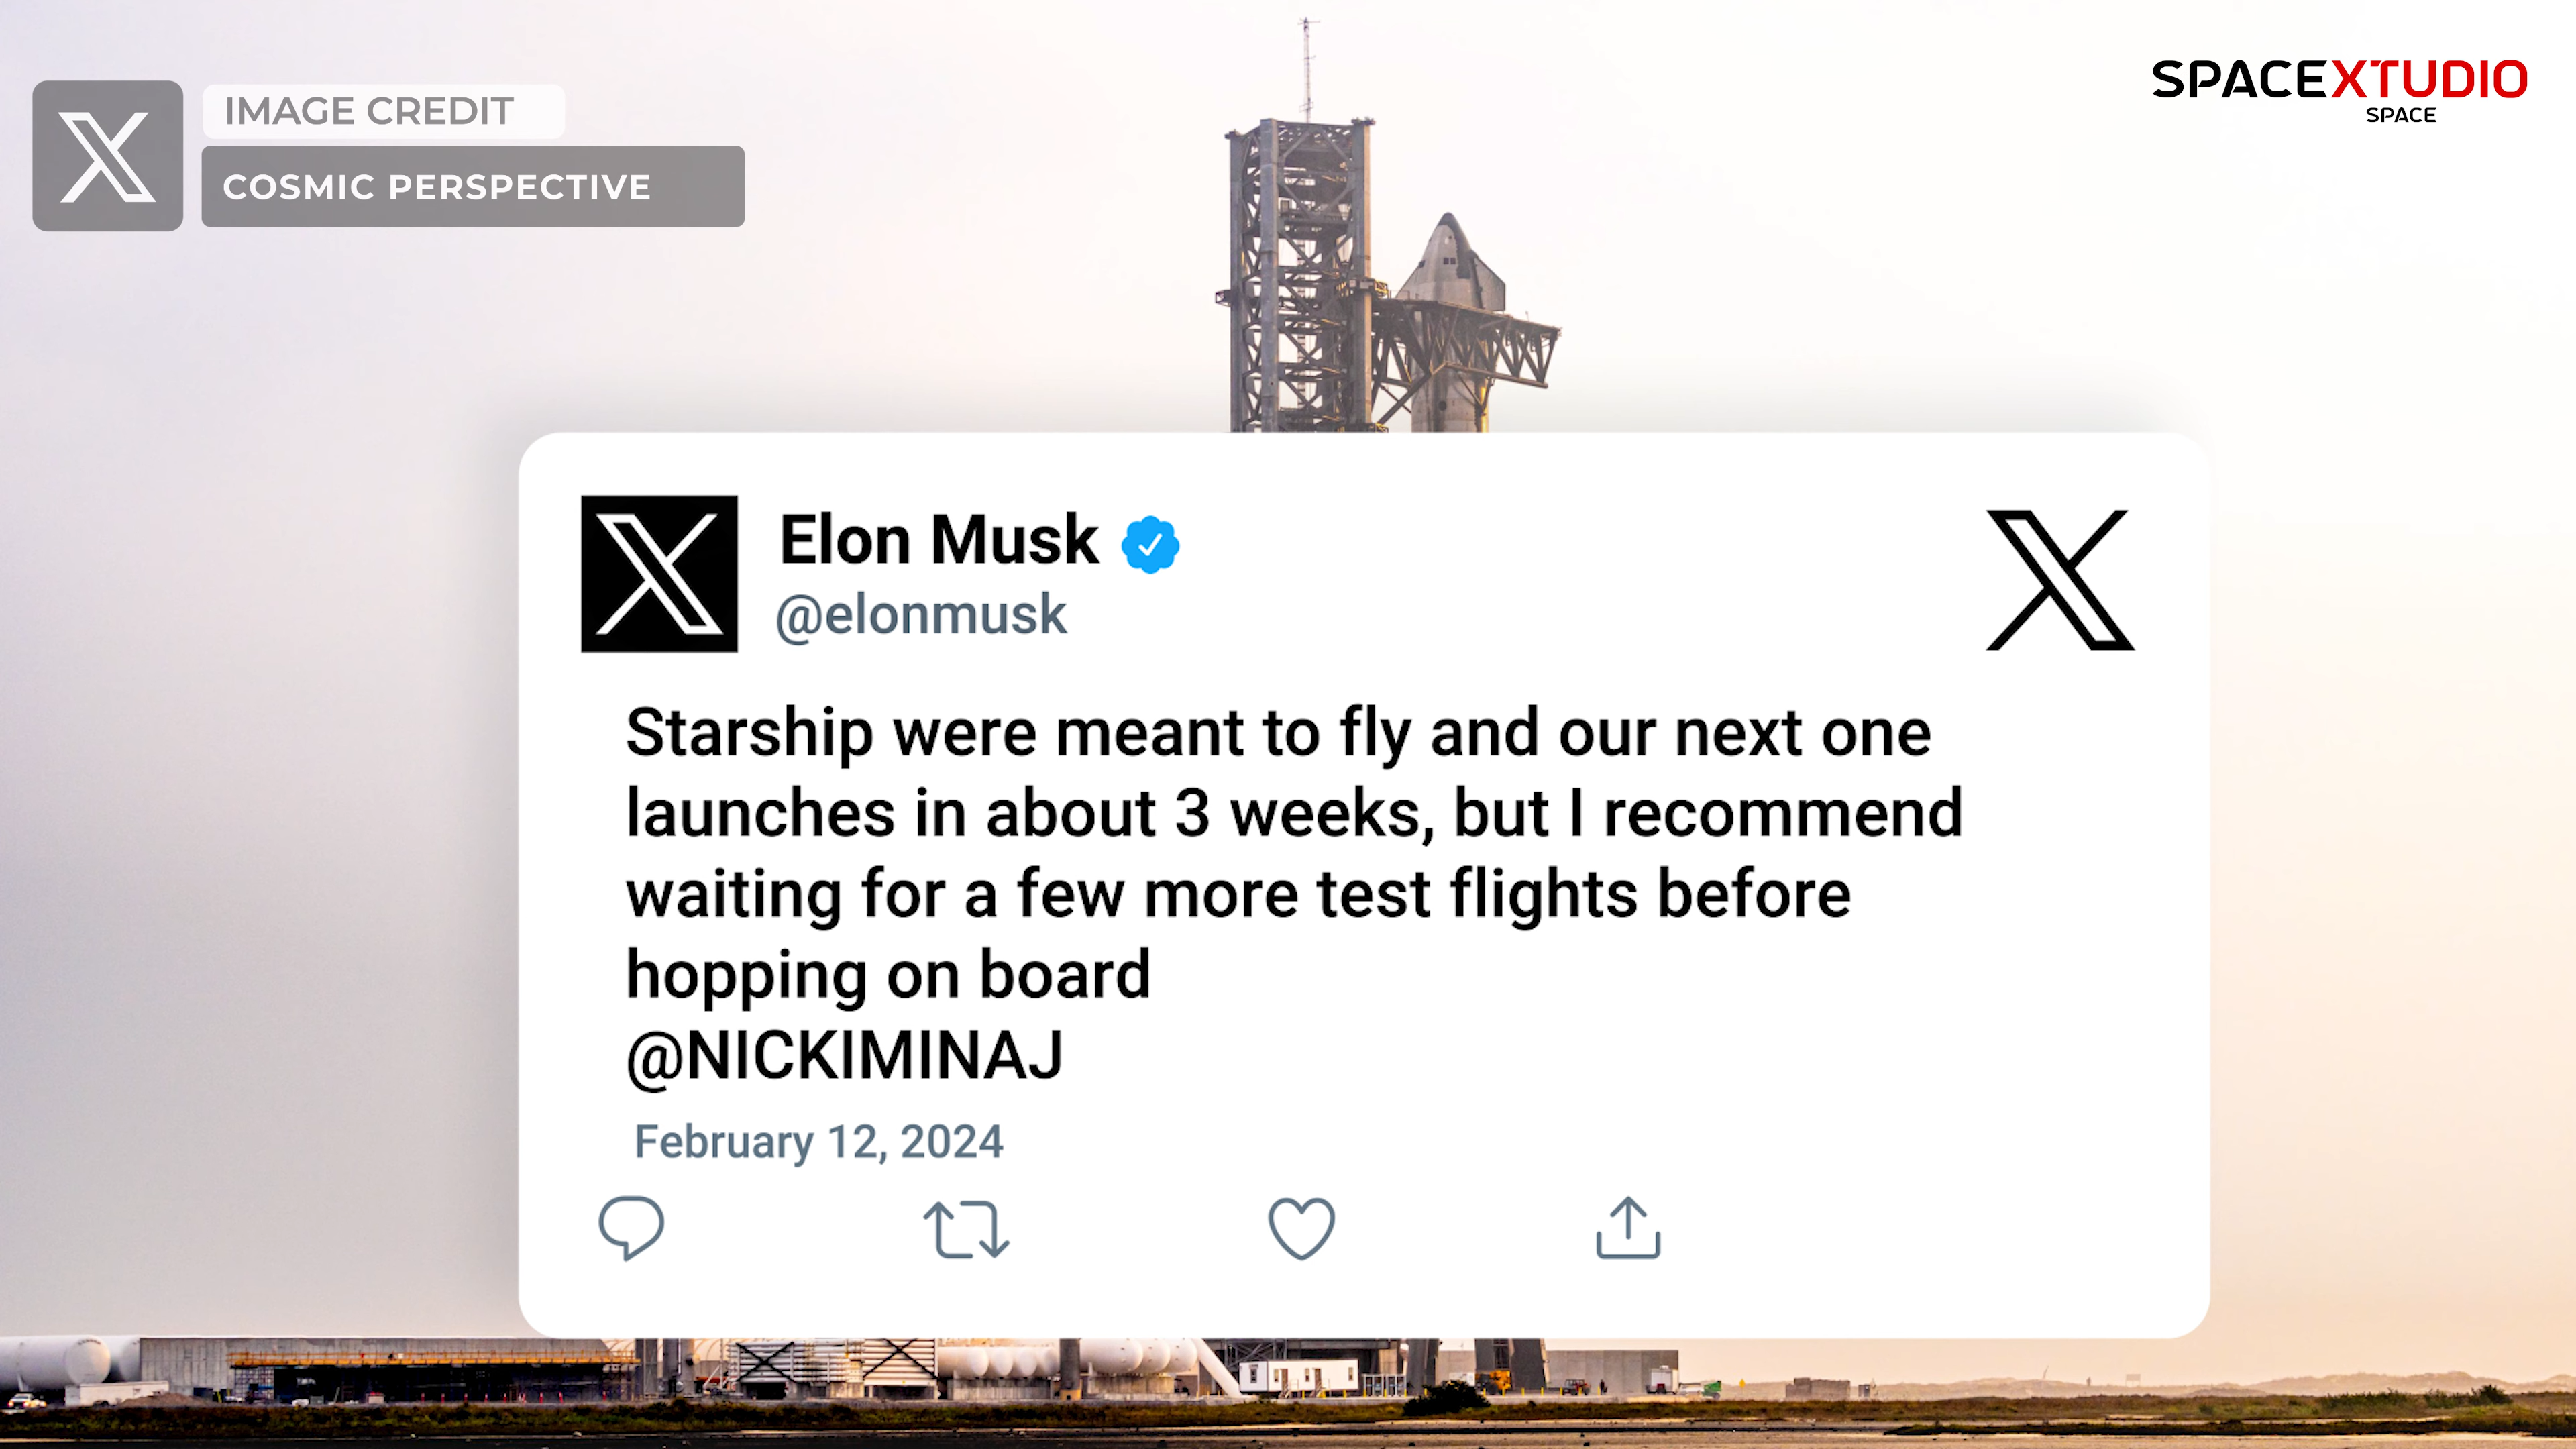 IMAGE CREDIT
COSMIC PERSPECTIVE
SPACEXTUDIO
SPACE
Elon Musk
@elonmusk
Starship were meant to fly and our next one
launches in about 3 weeks, but I recommend
waiting for a few more test flights before
hopping on board
@NICKIMINAJ
February 12, 2024